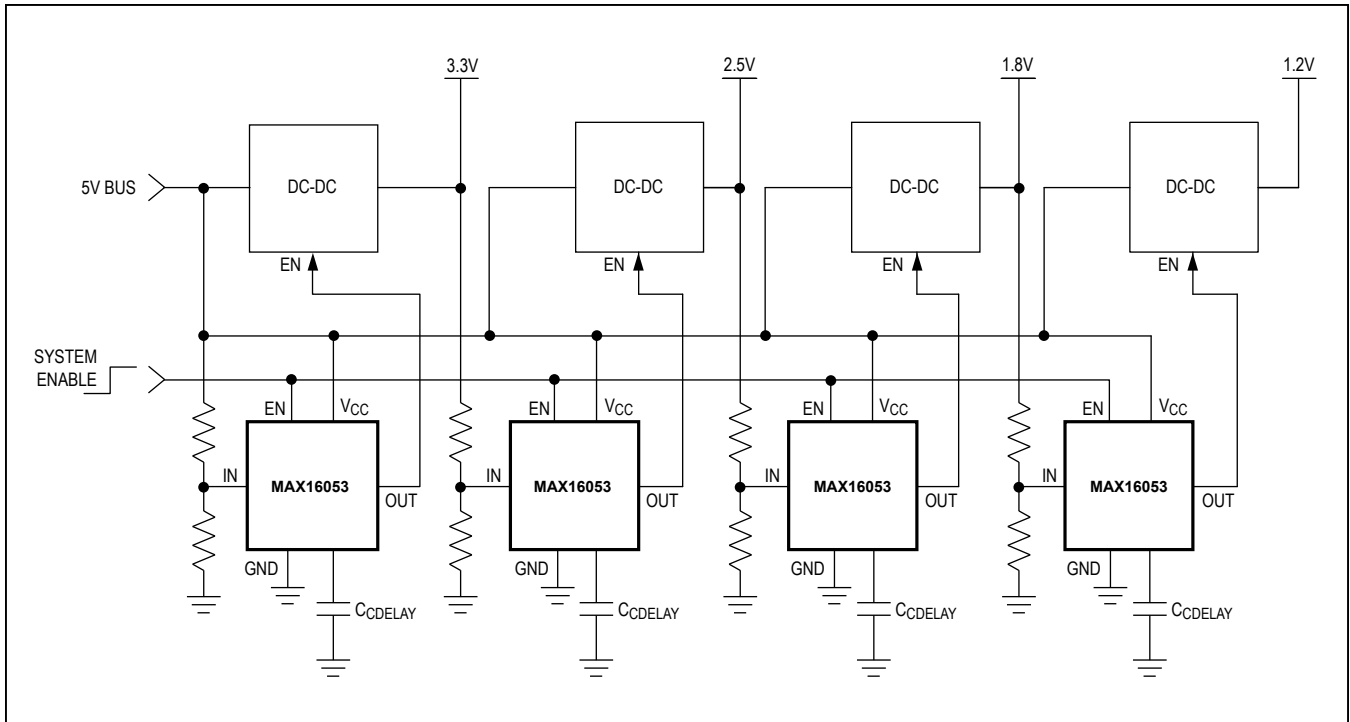 3.3V
2.5V
1.8V
1.2V
5V BUS
DC-DC
DC-DC
DC-DC
DC-DC
EN
EN
EN
EN
SYSTEM
ENABLE
EN
VCC
EN
VCC
EN
VCC
EN
VCC
IN
MAX16053
OUT
IN
MAX16053
OUT
IN
MAX16053
OUT
IN
MAX16053
OUT
GND
GND
GND
GND
CCDELAY
CCDELAY
CCDELAY
CCDELAY